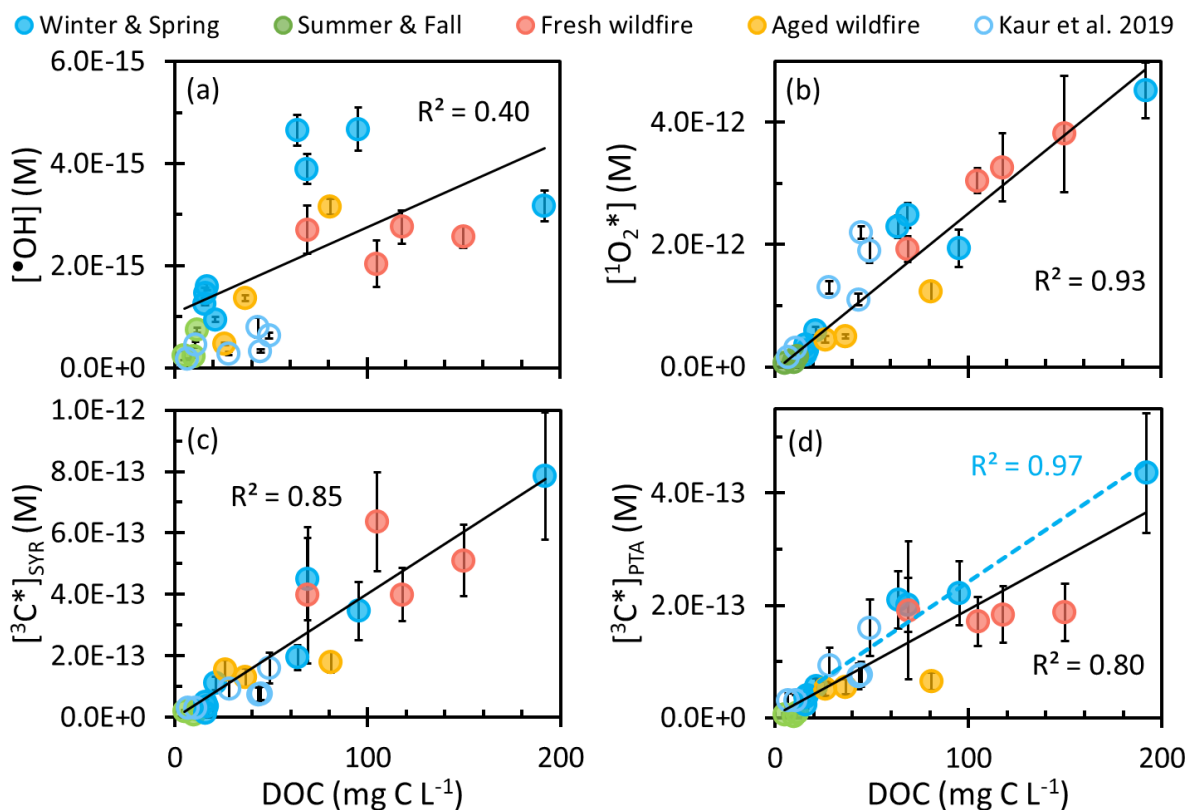 Winter & Spring Summer & Fall Fresh wildfire Aged wildfire Kaur et al. 2019
(a)
6.0E-15
4.0E-15
2.0E-15
0.0E+0
[•OH] (M)
R² = 0.40
(b)
4.0E-12
2.0E-12
0.0E+0
[¹O₂*] (M)
R² = 0.93
(c)
1.0E-12
8.0E-13
6.0E-13
4.0E-13
2.0E-13
0.0E+0
[³C*]SYR (M)
R² = 0.85
0 100 200
DOC (mg C L⁻¹)
(d)
4.0E-13
2.0E-13
0.0E+0
[³C*]PTA (M)
R² = 0.97
R² = 0.80
0 100 200
DOC (mg C L⁻¹)